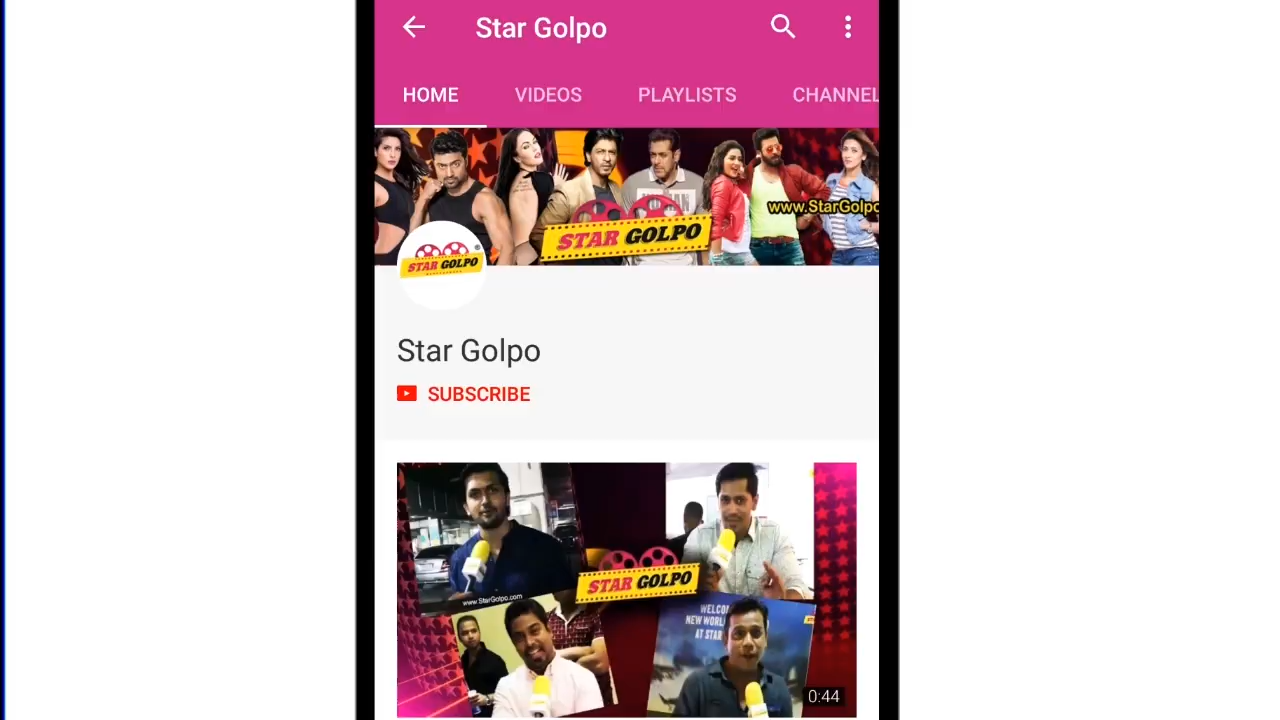 Star Golpo
HOME VIDEOS PLAYLISTS CHANNEL
www.StarGolpo
STAR GOLPO
STAR GOLPO
Star Golpo
SUBSCRIBE
STAR GOLPO
www.StarGolpo.com
WELCO
NEW WORL
AT STAR
0:44